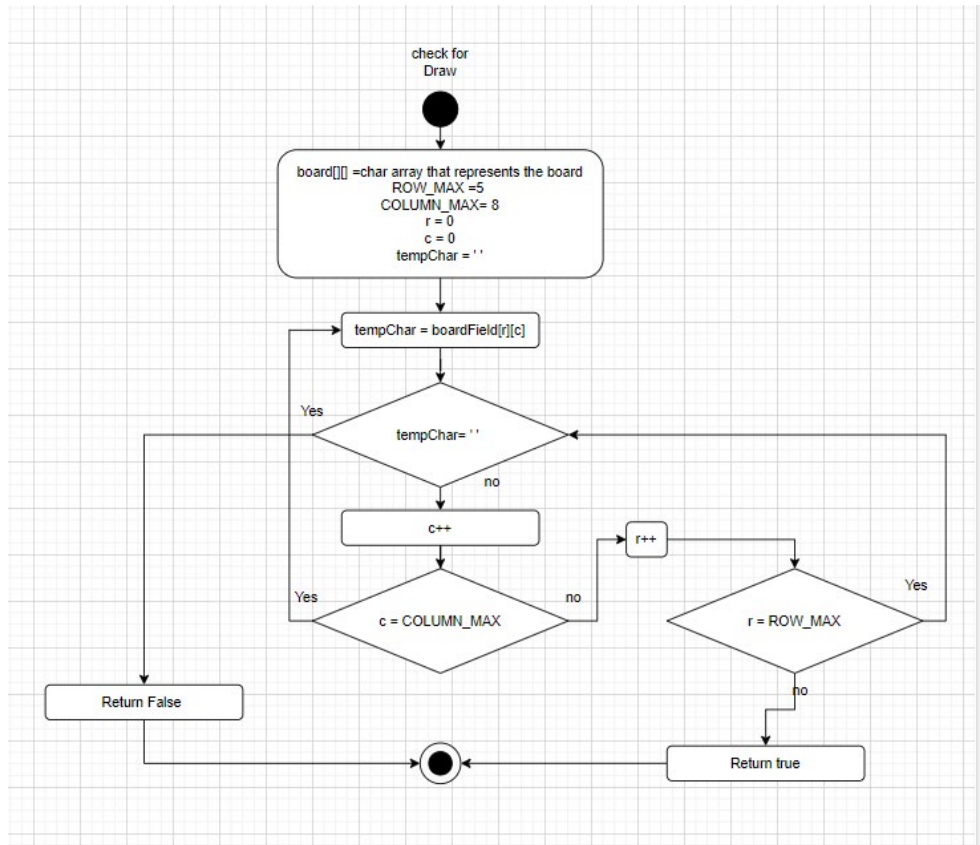 check for
Draw
board[][] =char array that represents the board
ROW_MAX =5
COLUMN_MAX= 8
r = 0
c = 0
tempChar = ' '
tempChar = boardField[r][c]
Yes
tempChar= ' '
no
c++
r++
Yes
c = COLUMN_MAX
no
r = ROW_MAX
Yes
no
Return False
Return true